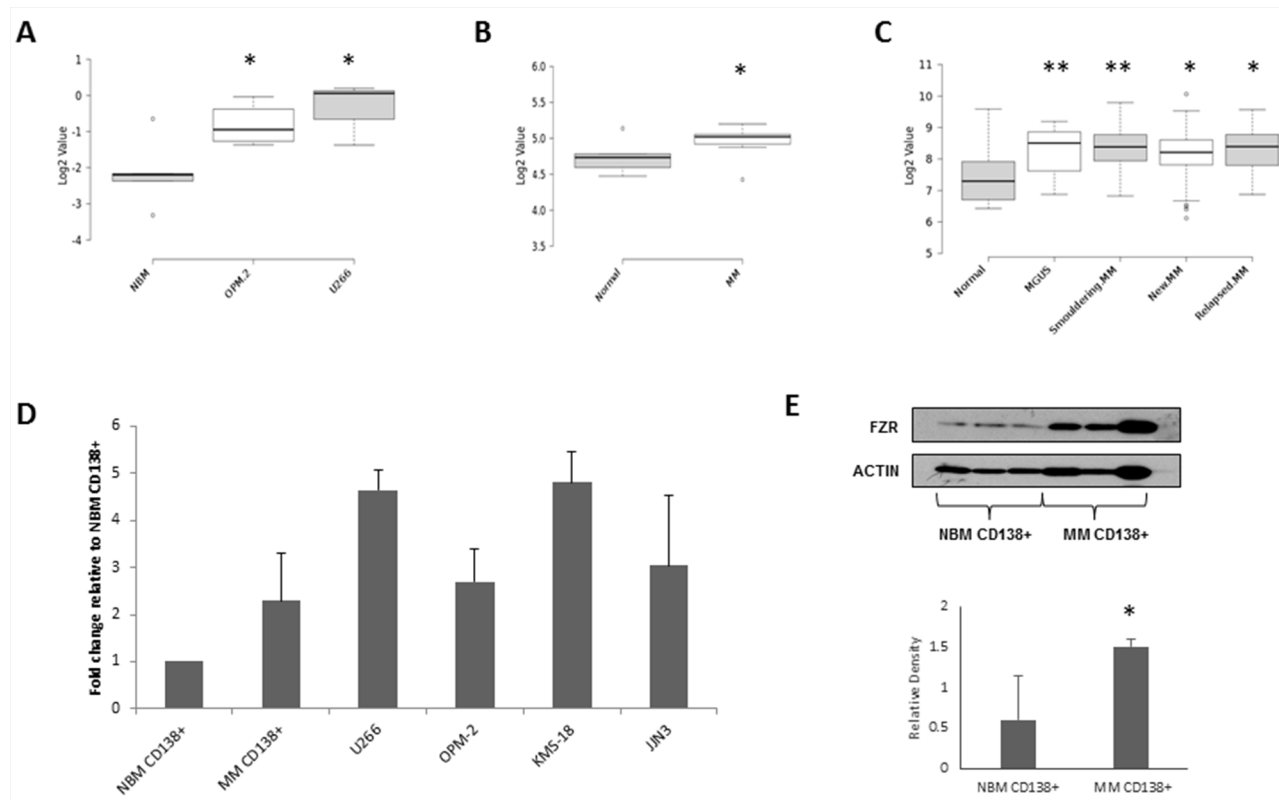 A
*
*
Log2 Value
1
0
-1
-2
-3
-4
NBM
OPM.2
U266
B
*
Log2 Value
6.0
5.5
5.0
4.5
4.0
3.5
Normal
MM
C
**
**
*
*
Log2 Value
11
10
9
8
7
6
5
Normal
MGUS
Smouldering.MM
New.MM
Relapsed.MM
D
Fold change relative to NBM CD138+
6
5
4
3
2
1
0
NBM CD138+
MM CD138+
U266
OPM-2
KMS-18
JJN3
E
FZR
ACTIN
NBM CD138+
MM CD138+
Relative Density
2
1.5
1
0.5
0
*
NBM CD138+
MM CD138+